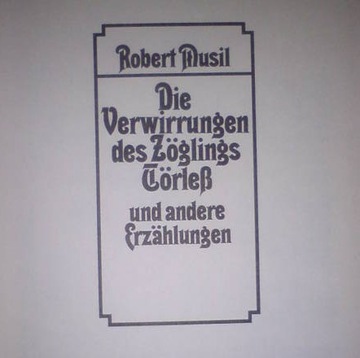 Robert Musil
Die
Verwirrungen
des Zöglings
Törleß
und andere
Erzählungen